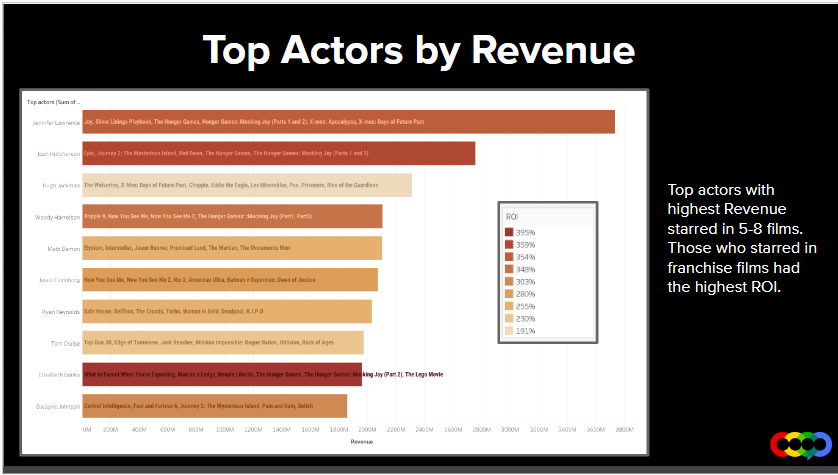 Top Actors by Revenue
Top actors (Sum of ..
Jennifer Lawrence
Joy, Silver Linings Playbook, The Hunger Games, Hunger Games: Mocking Jay (Parts 1 and 2), X-men: Apocalypse, X-men: Days of Future Past
Josh Hutcherson
Epic, Journey 2: The Mysterious Island, Red Dawn, The Hunger Games, The Hunger Games: Mocking Jay (Parts 1 and 2)
Hugh Jackman
The Wolverine, X-Men: Days of Future Past, Chappie, Eddie the Eagle, Les Miserables, Pan, Prisoners, Rise of the Guardians
Woody Harrelson
Tripple 9, Now You See Me, Now You See Me 2, The Hunger Games: :Mocking Jay (Part1, Part2)
Matt Damon
Elysium, Interstellar, Jason Bourne, Promised Land, The Martian, The Monuments Men
Jesse Eisenberg
Now You See Me, Now You See Me 2, Rio 2, American Ultra, Batman v Superman: Dawn of Justice
Ryan Reynolds
Safe House, Selfless, The Croods, Turbo, Woman in Gold, Deadpool, R.I.P.D
Tom Cruise
Top Gun 3D, Edge of Tomorrow, Jack Reacher, Mission Impossible: Rogue Nation, Oblivion, Rock of Ages
Elizabeth Banks
What to Expect When You're Expecting, Man on a Ledge, People Like Us, The Hunger Games, The Hunger Games: Mocking Jay (Part 2), The Lego Movie
Dwayne Johnson
Central Intelligence, Fast and Furious 6, Journey 2: The Mysterious Island, Pain and Gain, Snitch
0M 200M 400M 600M 800M 1000M 1200M 1400M 1600M 1800M 2000M 2200M 2400M 2600M 2800M 3000M 3200M 3400M 3600M 3800M
Revenue
ROI
395%
359%
354%
348%
303%
280%
255%
230%
191%
Top actors with
highest Revenue
starred in 5-8 films.
Those who starred in
franchise films had
the highest ROI.